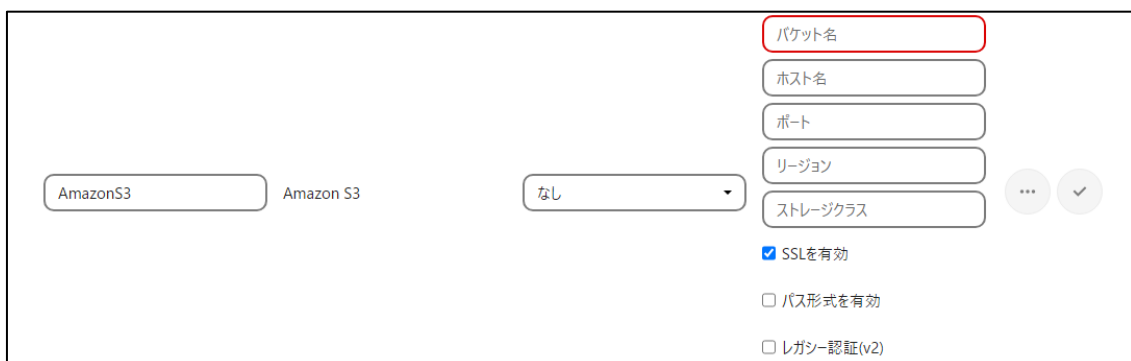 バケット名
ホスト名
ポート
リージョン
AmazonS3 Amazon S3 なし
ストレージクラス
SSLを有効
パス形式を有効
レガシー認証(v2)